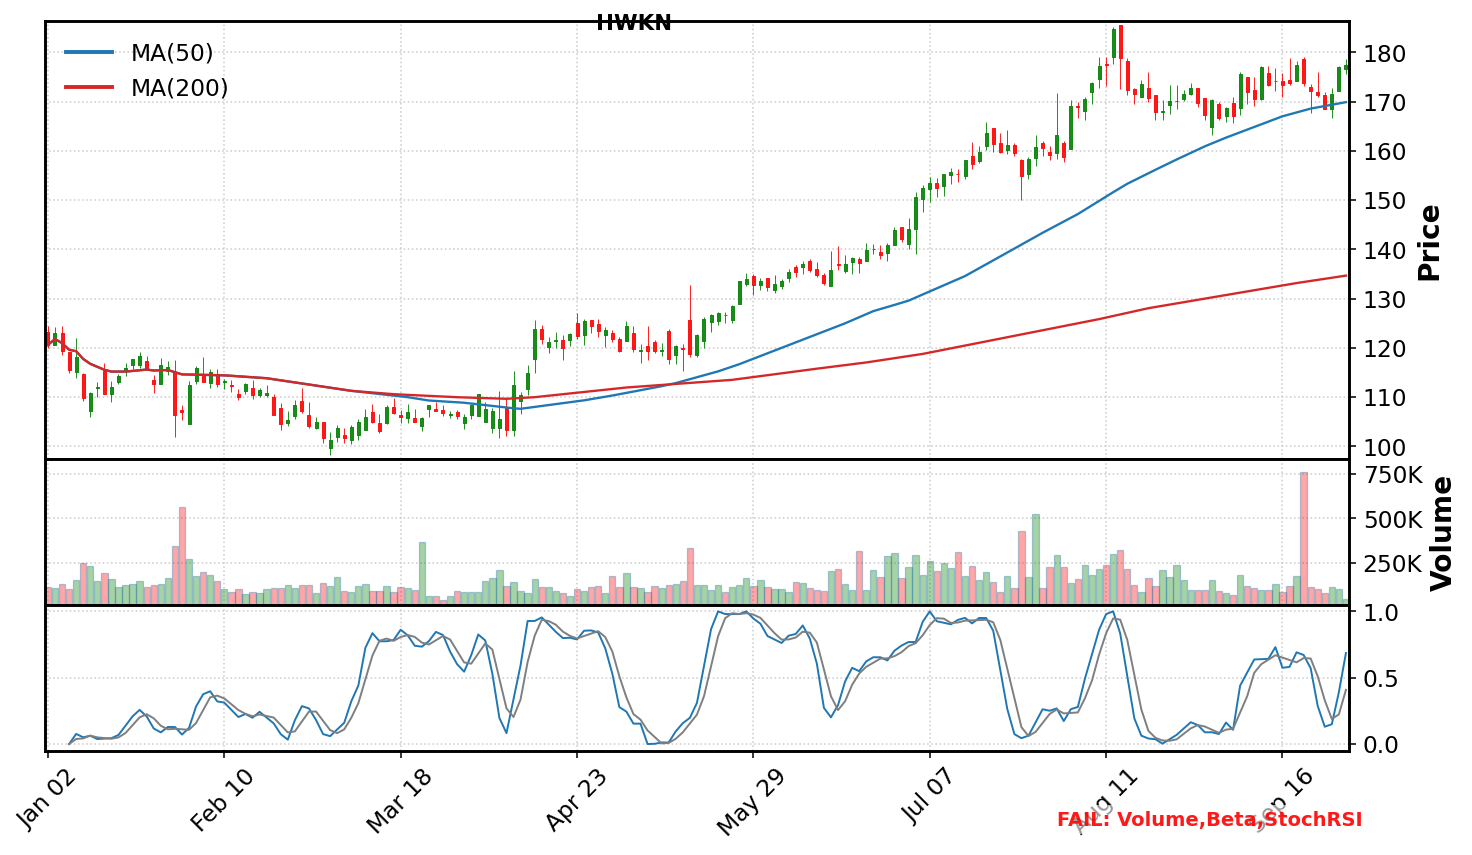 HWKN
MA(50)
MA(200)
180
170
160
150
140
130
120
110
100
Price
750K
500K
250K
Volume
1.0
0.5
0.0
Jan 02
Feb 10
Mar 18
Apr 23
May 29
Jul 07
Aug 11
Sep 16
FAIL: Volume,Beta,StochRSI